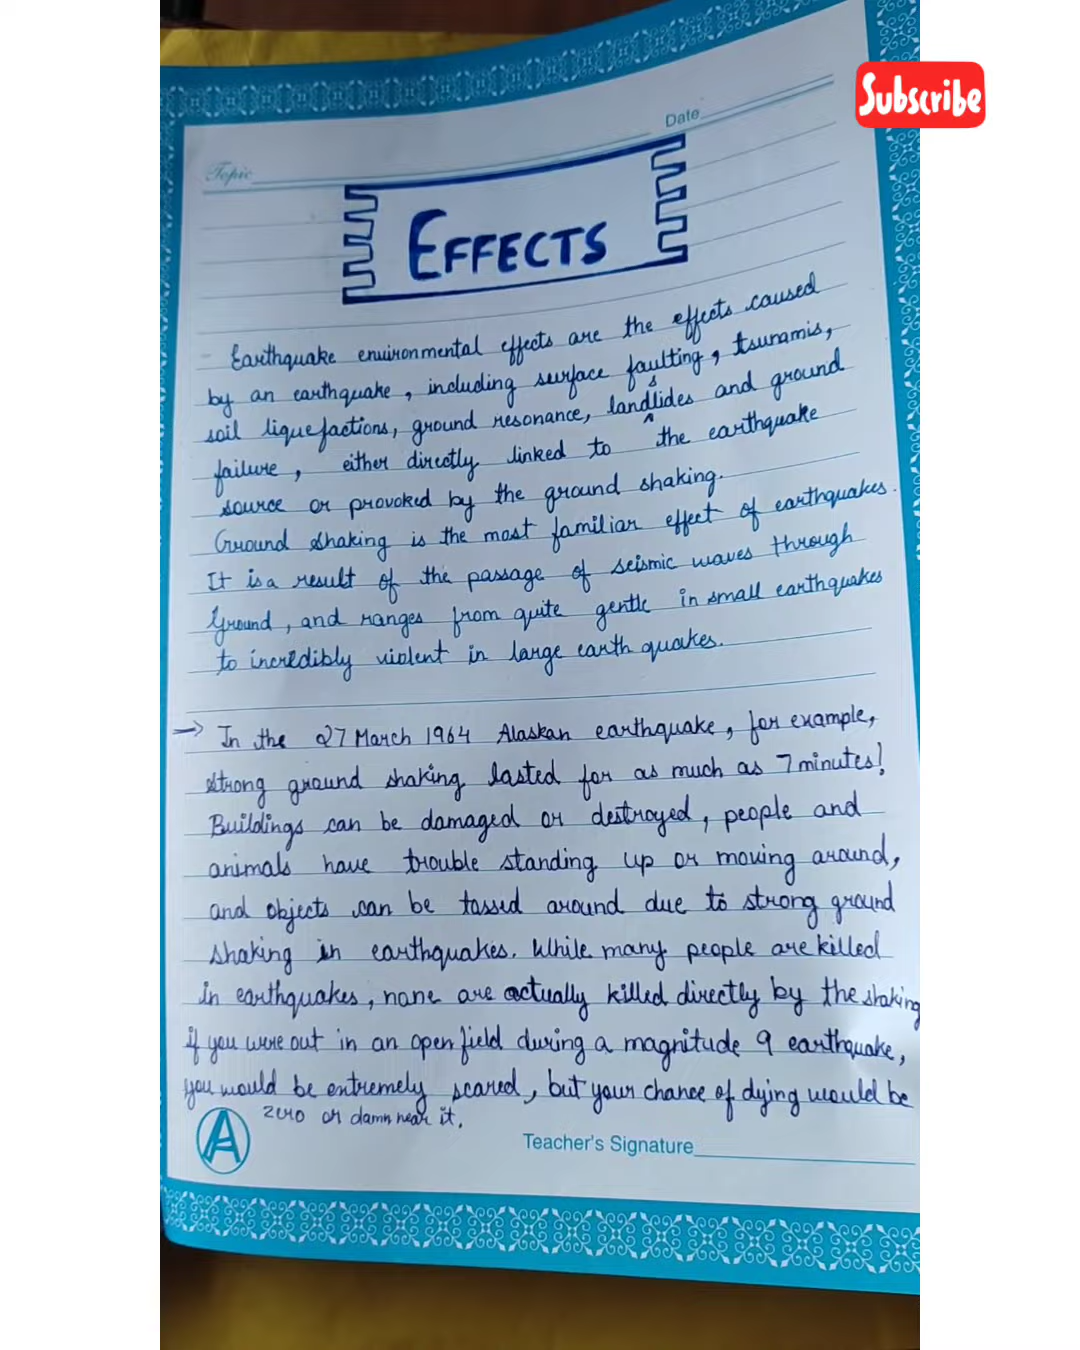 Subscribe
Date
Topic
EFFECTS
Earthquake environmental effects are the effects caused
by an earthquake, including surface faulting, tsunamis,
soil liquefactions, ground resonance, landslides and ground
failure, either directly linked to the earthquake
source or provoked by the ground shaking.
Ground shaking is the most familiar effect of earthquakes.
It is a result of the passage of seismic waves through
ground, and ranges from quite gentle in small earthquakes
to incredibly violent in large earth quakes.
→ In the 27 March 1964 Alaskan earthquake, for example,
strong ground shaking lasted for as much as 7 minutes!
Buildings can be damaged or destroyed, people and
animals have trouble standing up or moving around,
and objects can be tossed around due to strong ground
shaking in earthquakes. While many people are killed
in earthquakes, none are actually killed directly by the shaking
if you were out in an open field during a magnitude 9 earthquake,
you would be extremely scared, but your chance of dying would be
zero or damn near it.
A
Teacher's Signature